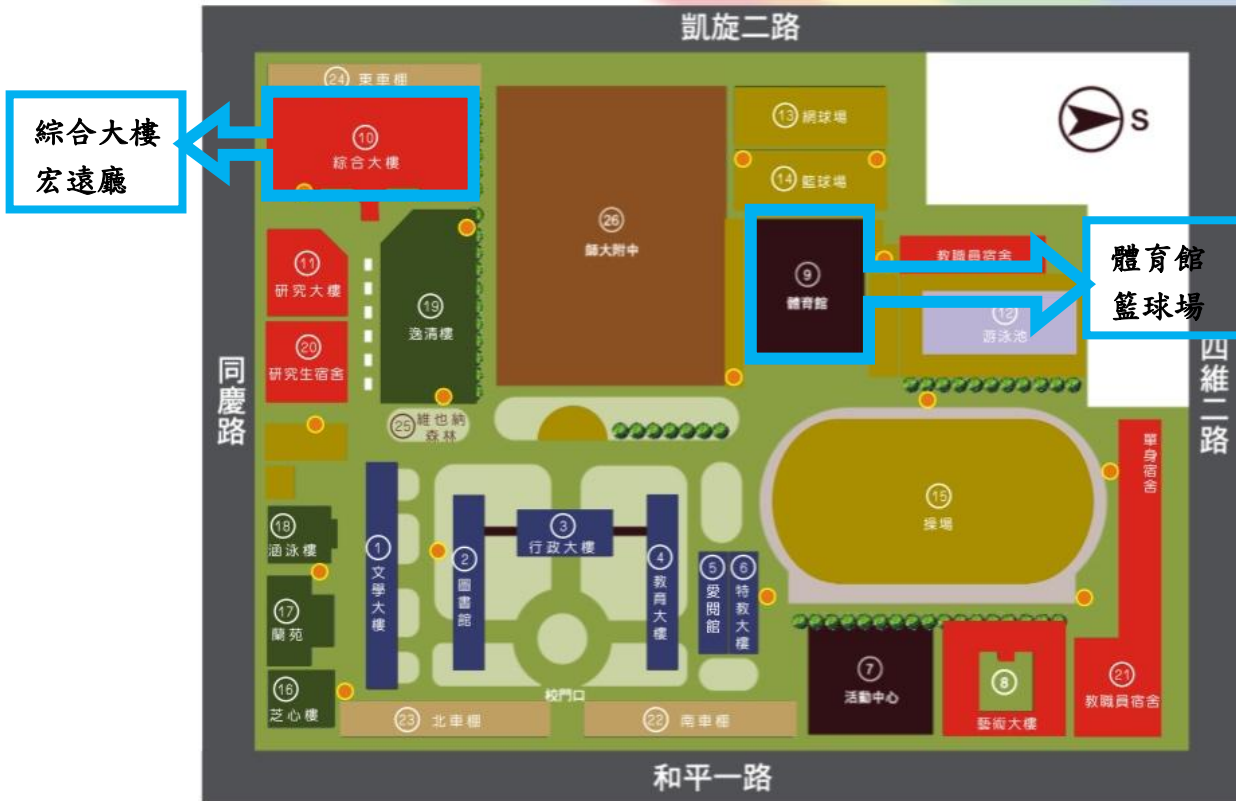 凱旋二路
24 東車棚
10
綜合大樓
綜合大樓
宏遠廳
13 網球場
14 籃球場
S
26
師大附中
9
體育館
教職員宿舍
體育館
籃球場
12
游泳池
11
研究大樓
19
逸清樓
20
研究生宿舍
同慶路
四維二路
25 維也納
森林
單身宿舍
15
操場
18
涵泳樓
1
文學大樓
2
圖書館
3
行政大樓
4
教育大樓
5
愛閱館
6
特教大樓
17
蘭苑
16
芝心樓
校門口
7
活動中心
8
藝術大樓
21
教職員宿舍
23 北車棚
22 南車棚
和平一路